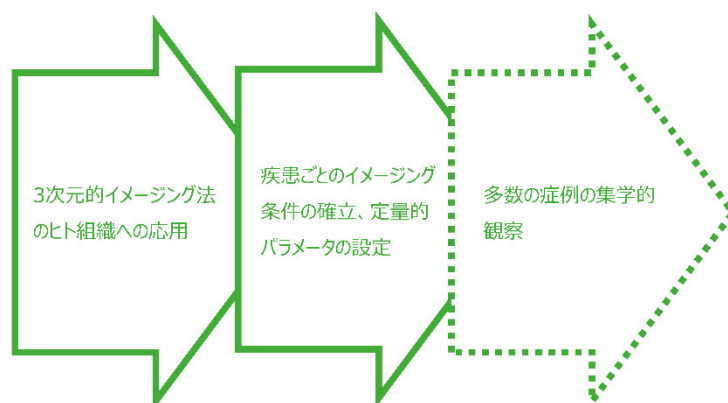 3次元的イメージング法
のヒト組織への応用
疾患ごとのイメージング
条件の確立、定量的
パラメータの設定
多数の症例の集学的
観察